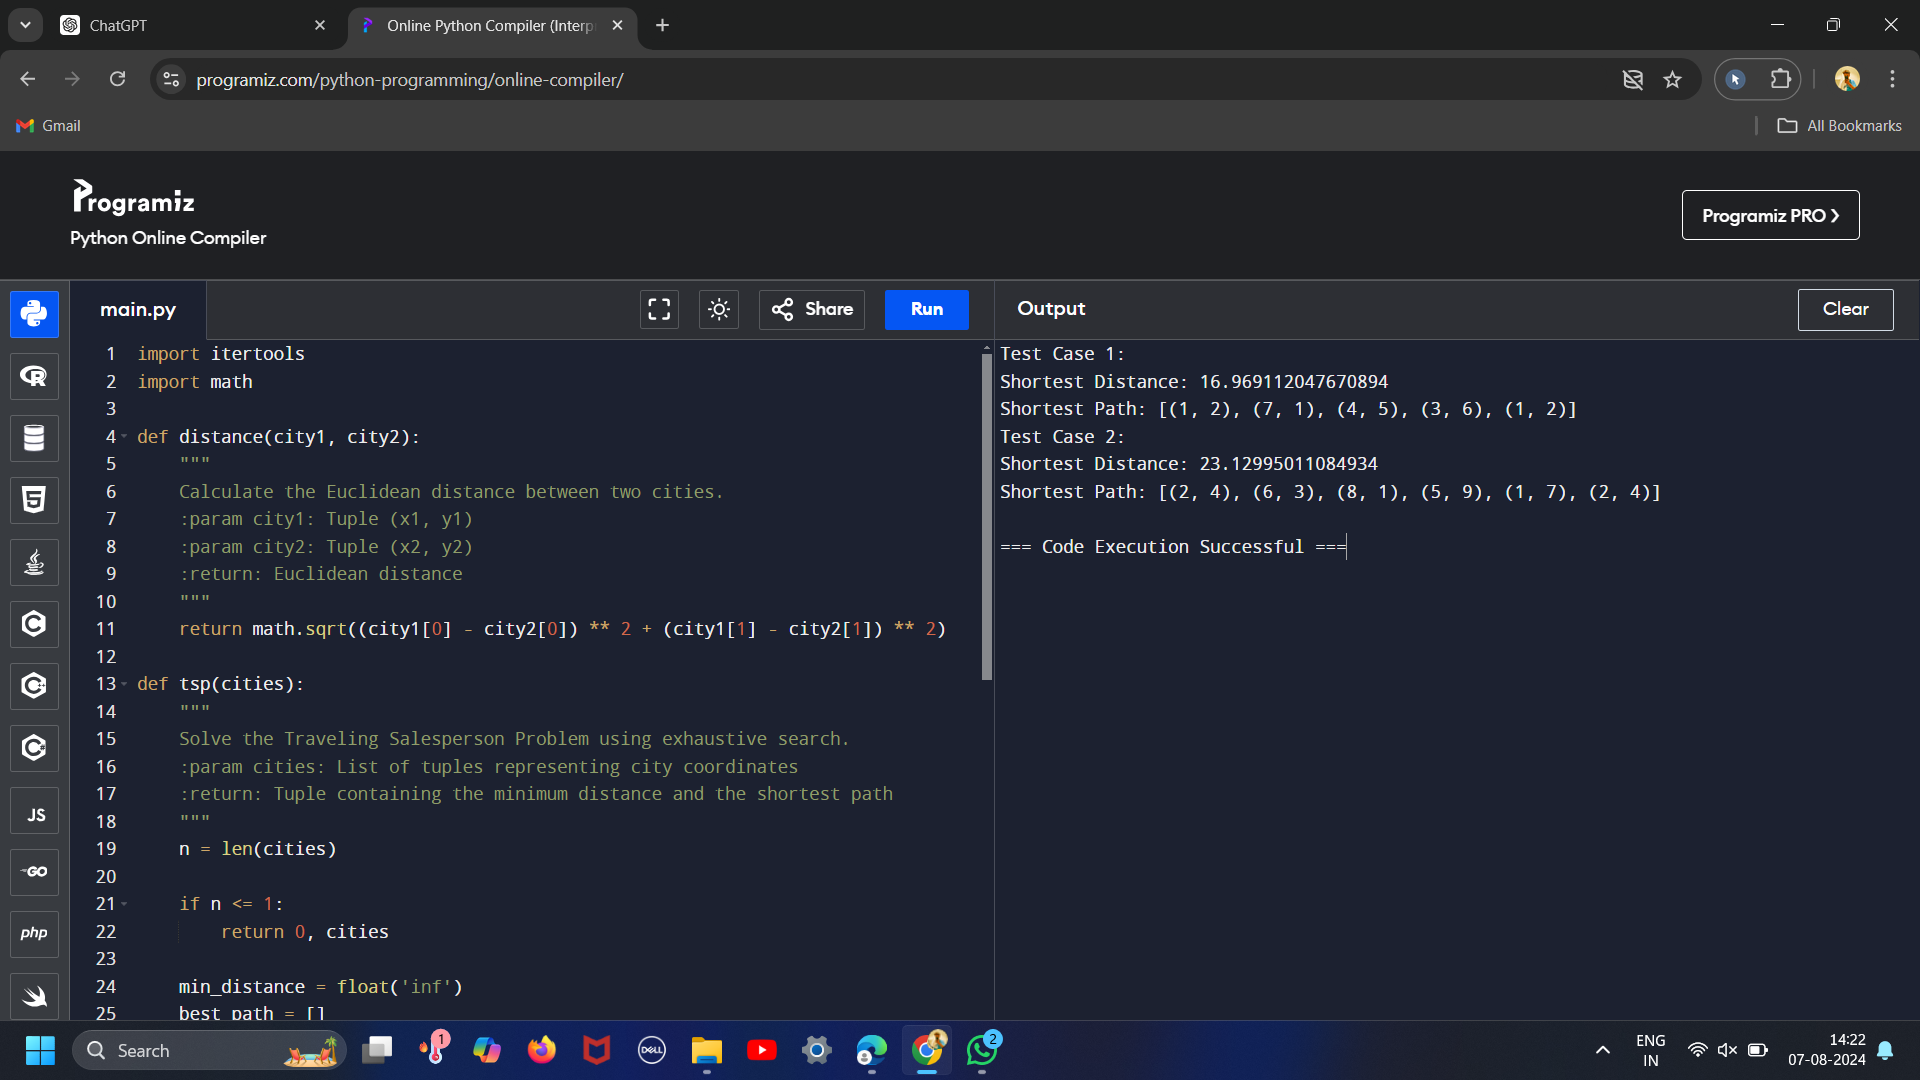 ChatGPT
Online Python Compiler (Interp
programiz.com/python-programming/online-compiler/
Gmail
All Bookmarks
Programiz
Python Online Compiler
Programiz PRO ❯
main.py
Share
Run
Output
Clear
1 import itertools
2 import math
3
4 def distance(city1, city2):
5     """
6     Calculate the Euclidean distance between two cities.
7     :param city1: Tuple (x1, y1)
8     :param city2: Tuple (x2, y2)
9     :return: Euclidean distance
10     """
11     return math.sqrt((city1[0] - city2[0]) ** 2 + (city1[1] - city2[1]) ** 2)
12
13 def tsp(cities):
14     """
15     Solve the Traveling Salesperson Problem using exhaustive search.
16     :param cities: List of tuples representing city coordinates
17     :return: Tuple containing the minimum distance and the shortest path
18     """
19     n = len(cities)
20
21     if n <= 1:
22         return 0, cities
23
24     min_distance = float('inf')
25     best_path = []
Test Case 1:
Shortest Distance: 16.969112047670894
Shortest Path: [(1, 2), (7, 1), (4, 5), (3, 6), (1, 2)]
Test Case 2:
Shortest Distance: 23.12995011084934
Shortest Path: [(2, 4), (6, 3), (8, 1), (5, 9), (1, 7), (2, 4)]
=== Code Execution Successful ===
R
5
C
C
C
JS
GO
php
Search
1
DELL
2
ENG
IN
14:22
07-08-2024